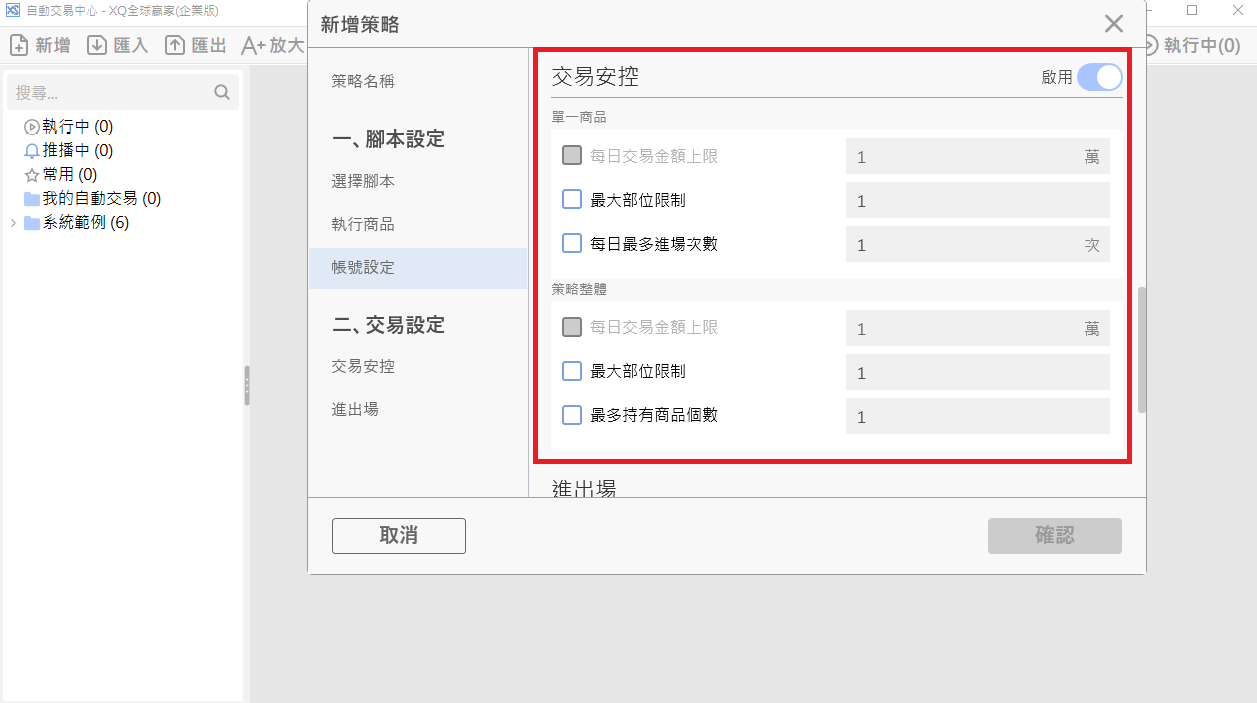 自動交易中心 - XQ全球贏家(企業版)
新增 匯入 匯出 A+放大
執行中(0)
搜尋...
執行中 (0)
推播中 (0)
常用 (0)
我的自動交易 (0)
系統範例 (6)
新增策略
策略名稱
一、腳本設定
選擇腳本
執行商品
帳號設定
二、交易設定
交易安控
進出場
交易安控 啟用
單一商品
每日交易金額上限 1 萬
最大部位限制 1
每日最多進場次數 1 次
策略整體
每日交易金額上限 1 萬
最大部位限制 1
最多持有商品個數 1
進出場
取消 確認